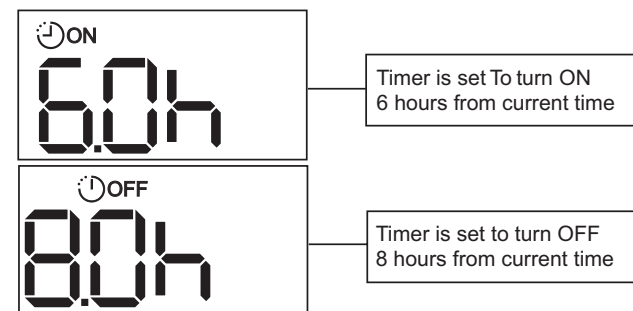 ON
6.0h
Timer is set To turn ON
6 hours from current time
OFF
8.0h
Timer is set to turn OFF
8 hours from current time